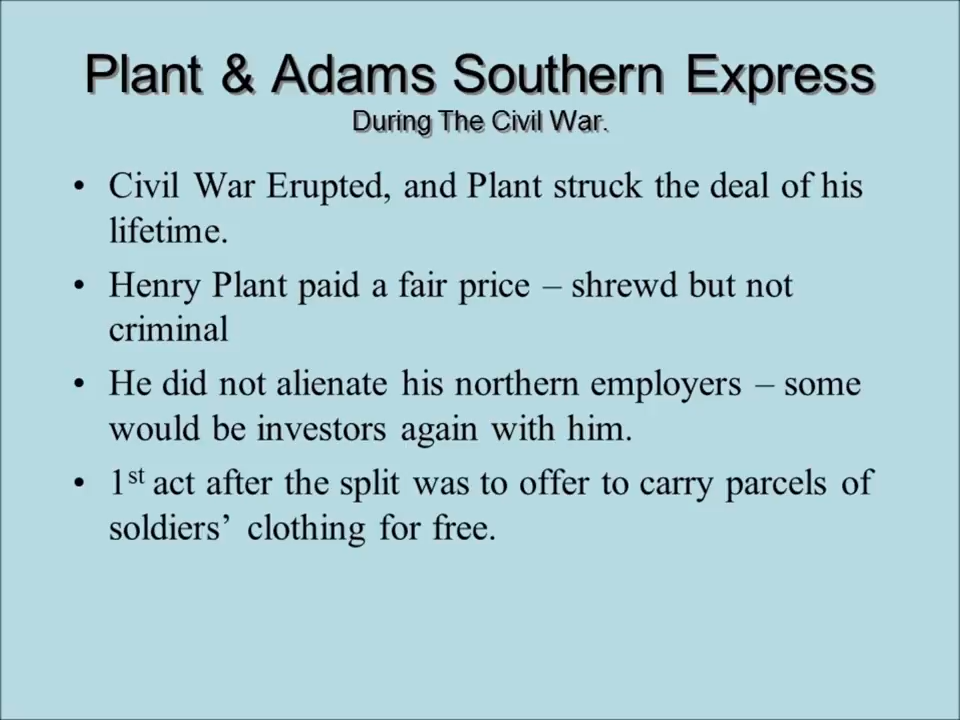 Plant & Adams Southern Express
During The Civil War.
• Civil War Erupted, and Plant struck the deal of his
lifetime.
• Henry Plant paid a fair price – shrewd but not
criminal
• He did not alienate his northern employers – some
would be investors again with him.
• 1st act after the split was to offer to carry parcels of
soldiers’ clothing for free.